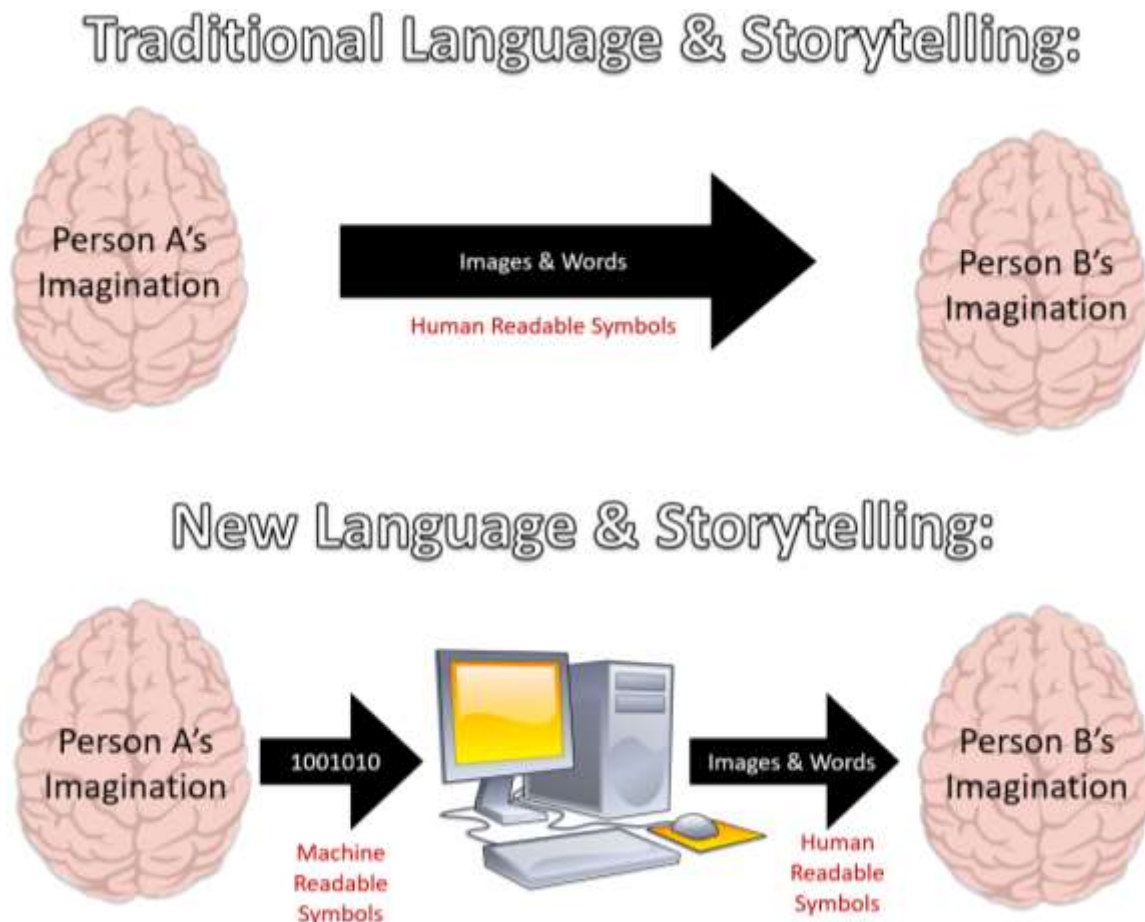 Traditional Language & Storytelling:
Person A's
Imagination
Images & Words
Human Readable Symbols
Person B's
Imagination
New Language & Storytelling:
Person A's
Imagination
1001010
Machine
Readable
Symbols
Images & Words
Human
Readable
Symbols
Person B's
Imagination